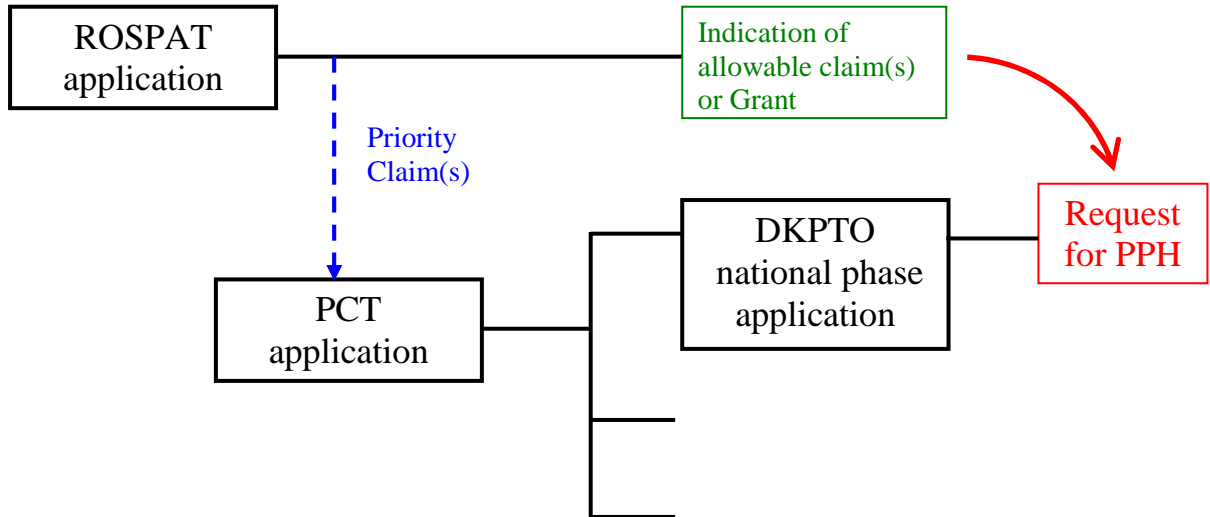 ROSPAT
application
Indication of
allowable claim(s)
or Grant
Priority
Claim(s)
Request
for PPH
DKPTO
national phase
application
PCT
application